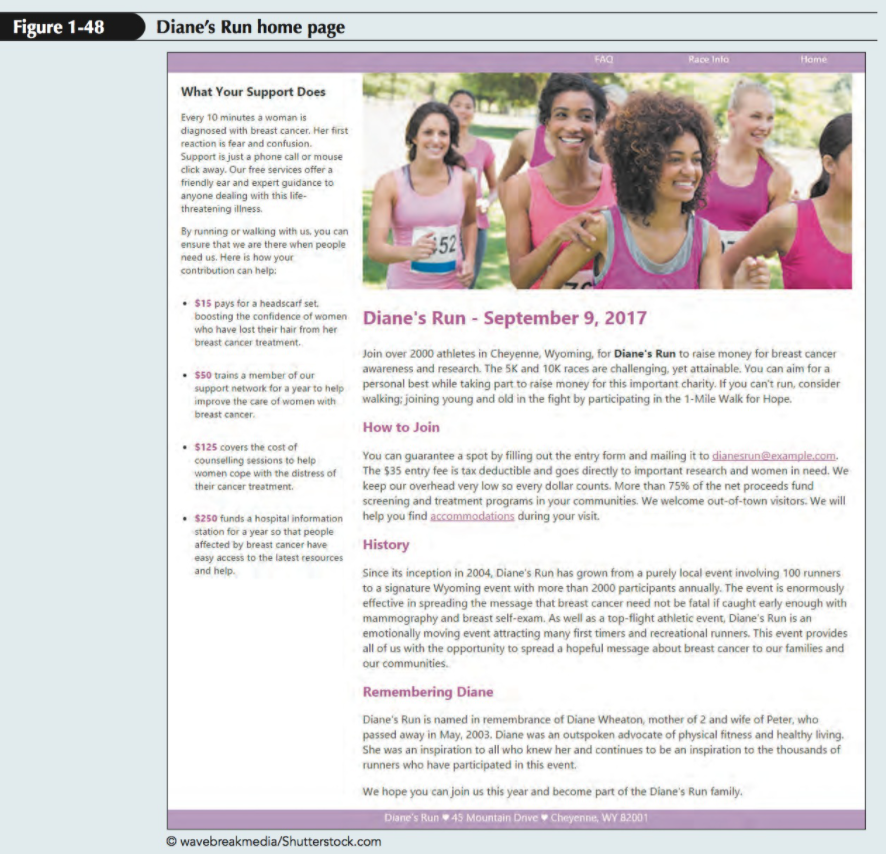 Figure 1-48 Diane's Run home page
FAQ Race Info Home
What Your Support Does
Every 10 minutes a woman is
diagnosed with breast cancer. Her first
reaction is fear and confusion.
Support is just a phone call or mouse
click away. Our free services offer a
friendly ear and expert guidance to
anyone dealing with this life-
threatening illness.
By running or walking with us, you can
ensure that we are there when people
need us. Here is how your
contribution can help:
• $15 pays for a headscarf set,
boosting the confidence of women
who have lost their hair from her
breast cancer treatment.
• $50 trains a member of our
support network for a year to help
improve the care of women with
breast cancer.
• $125 covers the cost of
counselling sessions to help
women cope with the distress of
their cancer treatment.
• $250 funds a hospital information
station for a year so that people
affected by breast cancer have
easy access to the latest resources
and help.
52
Diane's Run - September 9, 2017
Join over 2000 athletes in Cheyenne, Wyoming, for Diane's Run to raise money for breast cancer
awareness and research. The 5K and 10K races are challenging, yet attainable. You can aim for a
personal best while taking part to raise money for this important charity. If you can't run, consider
walking; joining young and old in the fight by participating in the 1-Mile Walk for Hope.
How to Join
You can guarantee a spot by filling out the entry form and mailing it to dianesrun@example.com.
The $35 entry fee is tax deductible and goes directly to important research and women in need. We
keep our overhead very low so every dollar counts. More than 75% of the net proceeds fund
screening and treatment programs in your communities. We welcome out-of-town visitors. We will
help you find accommodations during your visit.
History
Since its inception in 2004, Diane's Run has grown from a purely local event involving 100 runners
to a signature Wyoming event with more than 2000 participants annually. The event is enormously
effective in spreading the message that breast cancer need not be fatal if caught early enough with
mammography and breast self-exam. As well as a top-flight athletic event, Diane's Run is an
emotionally moving event attracting many first timers and recreational runners. This event provides
all of us with the opportunity to spread a hopeful message about breast cancer to our families and
our communities.
Remembering Diane
Diane's Run is named in remembrance of Diane Wheaton, mother of 2 and wife of Peter, who
passed away in May, 2003. Diane was an outspoken advocate of physical fitness and healthy living.
She was an inspiration to all who knew her and continues to be an inspiration to the thousands of
runners who have participated in this event.
We hope you can join us this year and become part of the Diane's Run family.
Diane's Run ♥ 45 Mountain Drive ♥ Cheyenne, WY 82001
© wavebreakmedia/Shutterstock.com